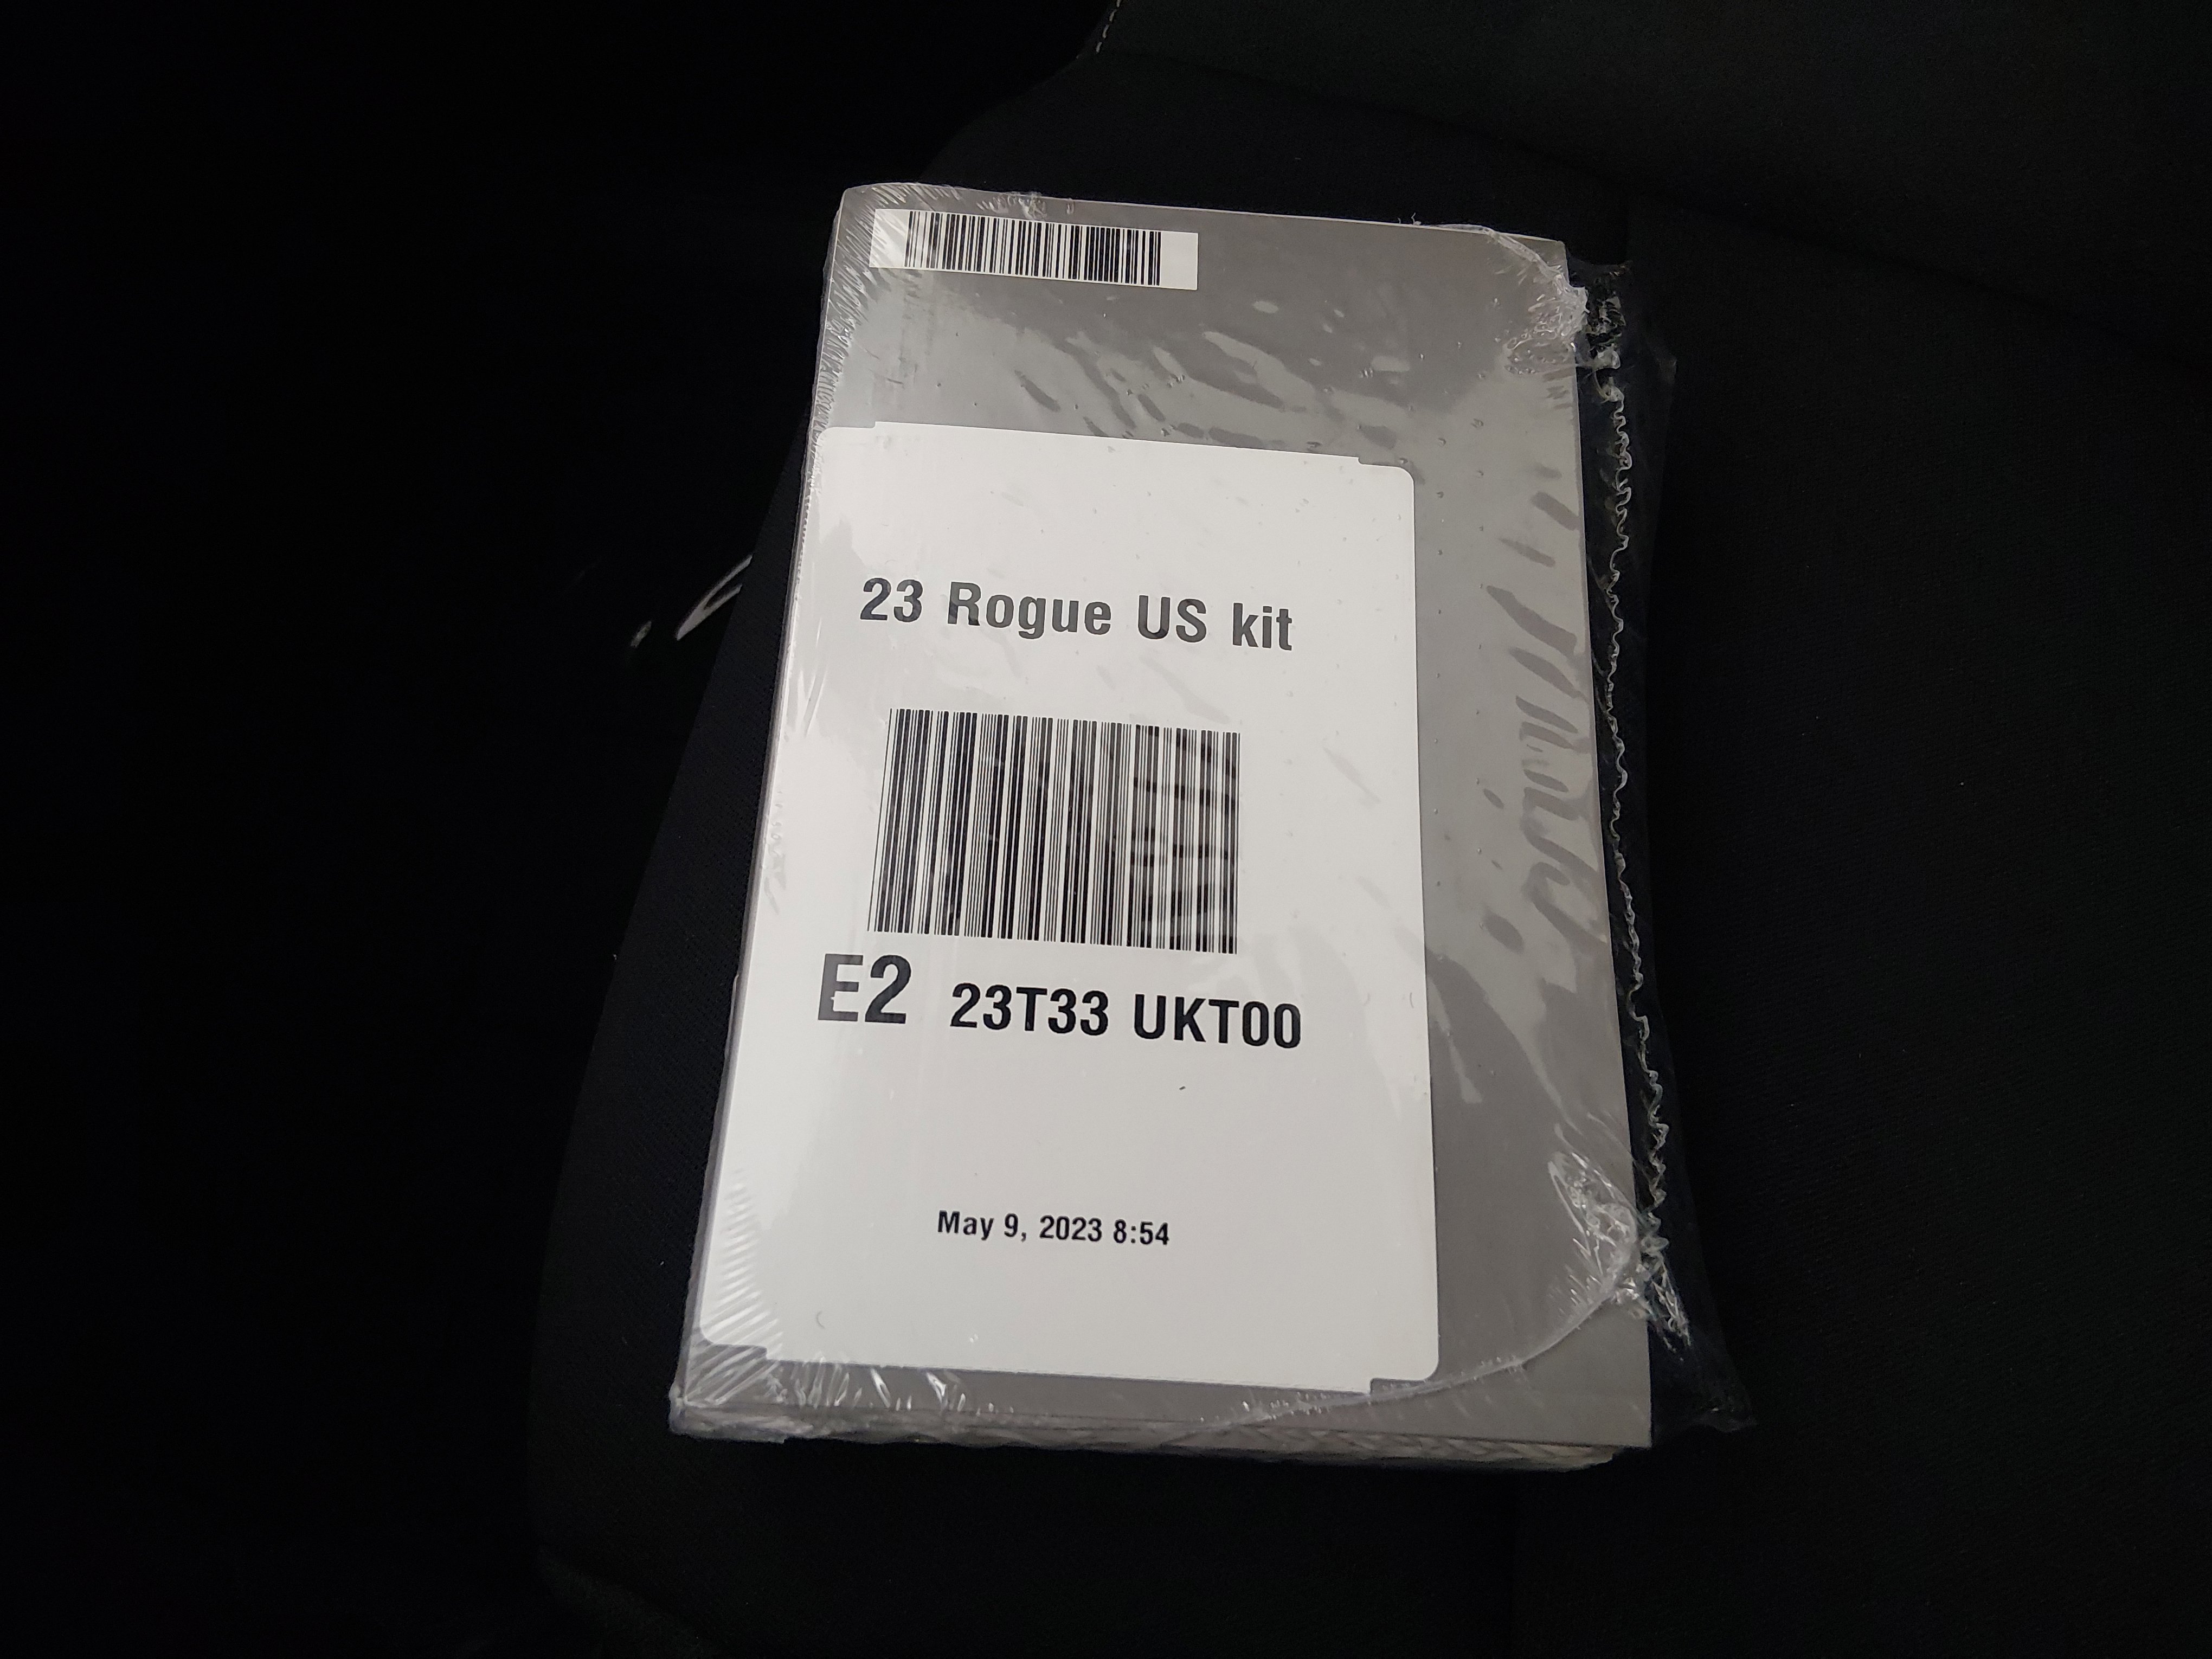 23 Rogue US kit
E2 23T33 UKT00
May 9, 2023 8:54